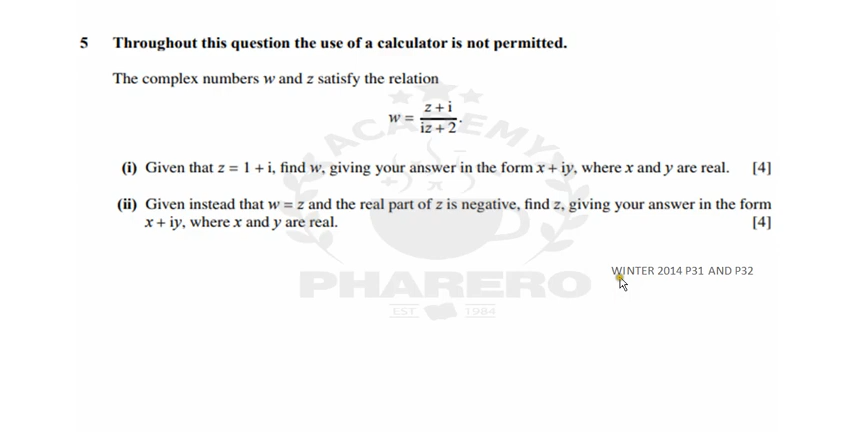 5 Throughout this question the use of a calculator is not permitted.
The complex numbers w and z satisfy the relation
w = (z + i)/(iz + 2).
(i) Given that z = 1 + i, find w, giving your answer in the form x + iy, where x and y are real. [4]
(ii) Given instead that w = z and the real part of z is negative, find z, giving your answer in the form
x + iy, where x and y are real. [4]
WINTER 2014 P31 AND P32
ACADEMY
PHARERO
EST 1984